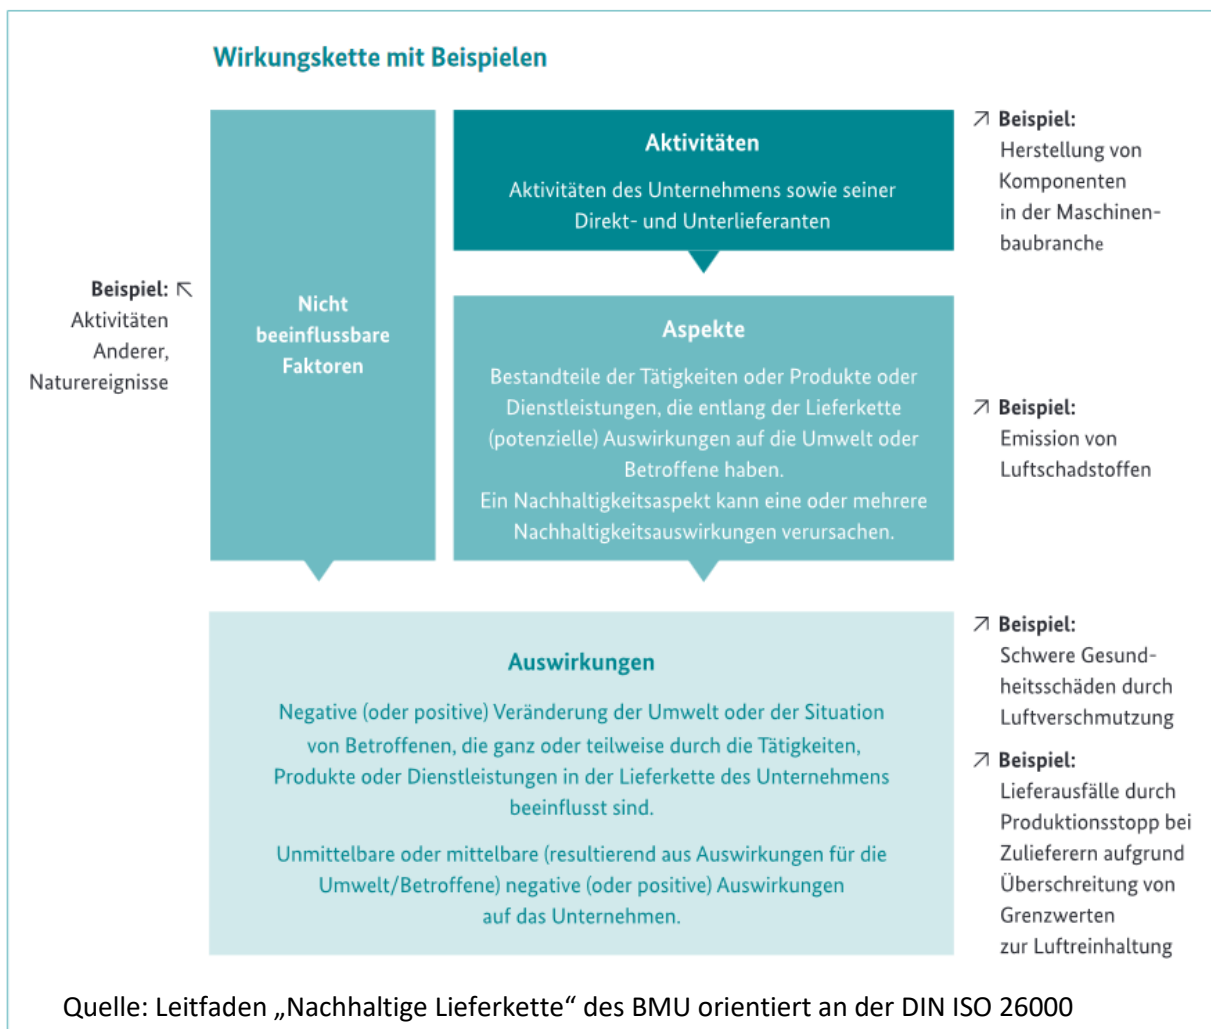 Wirkungskette mit Beispielen
Beispiel:
Aktivitäten
Anderer,
Naturereignisse
Nicht
beeinflussbare
Faktoren
Aktivitäten
Aktivitäten des Unternehmens sowie seiner
Direkt- und Unterlieferanten
Beispiel:
Herstellung von
Komponenten
in der Maschinen-
baubranche
Aspekte
Bestandteile der Tätigkeiten oder Produkte oder
Dienstleistungen, die entlang der Lieferkette
(potenzielle) Auswirkungen auf die Umwelt oder
Betroffene haben.
Ein Nachhaltigkeitsaspekt kann eine oder mehrere
Nachhaltigkeitsauswirkungen verursachen.
Beispiel:
Emission von
Luftschadstoffen
Auswirkungen
Negative (oder positive) Veränderung der Umwelt oder der Situation
von Betroffenen, die ganz oder teilweise durch die Tätigkeiten,
Produkte oder Dienstleistungen in der Lieferkette des Unternehmens
beeinflusst sind.
Unmittelbare oder mittelbare (resultierend aus Auswirkungen für die
Umwelt/Betroffene) negative (oder positive) Auswirkungen
auf das Unternehmen.
Beispiel:
Schwere Gesund-
heitsschäden durch
Luftverschmutzung
Beispiel:
Lieferausfälle durch
Produktionsstopp bei
Zulieferern aufgrund
Überschreitung von
Grenzwerten
zur Luftreinhaltung
Quelle: Leitfaden „Nachhaltige Lieferkette“ des BMU orientiert an der DIN ISO 26000